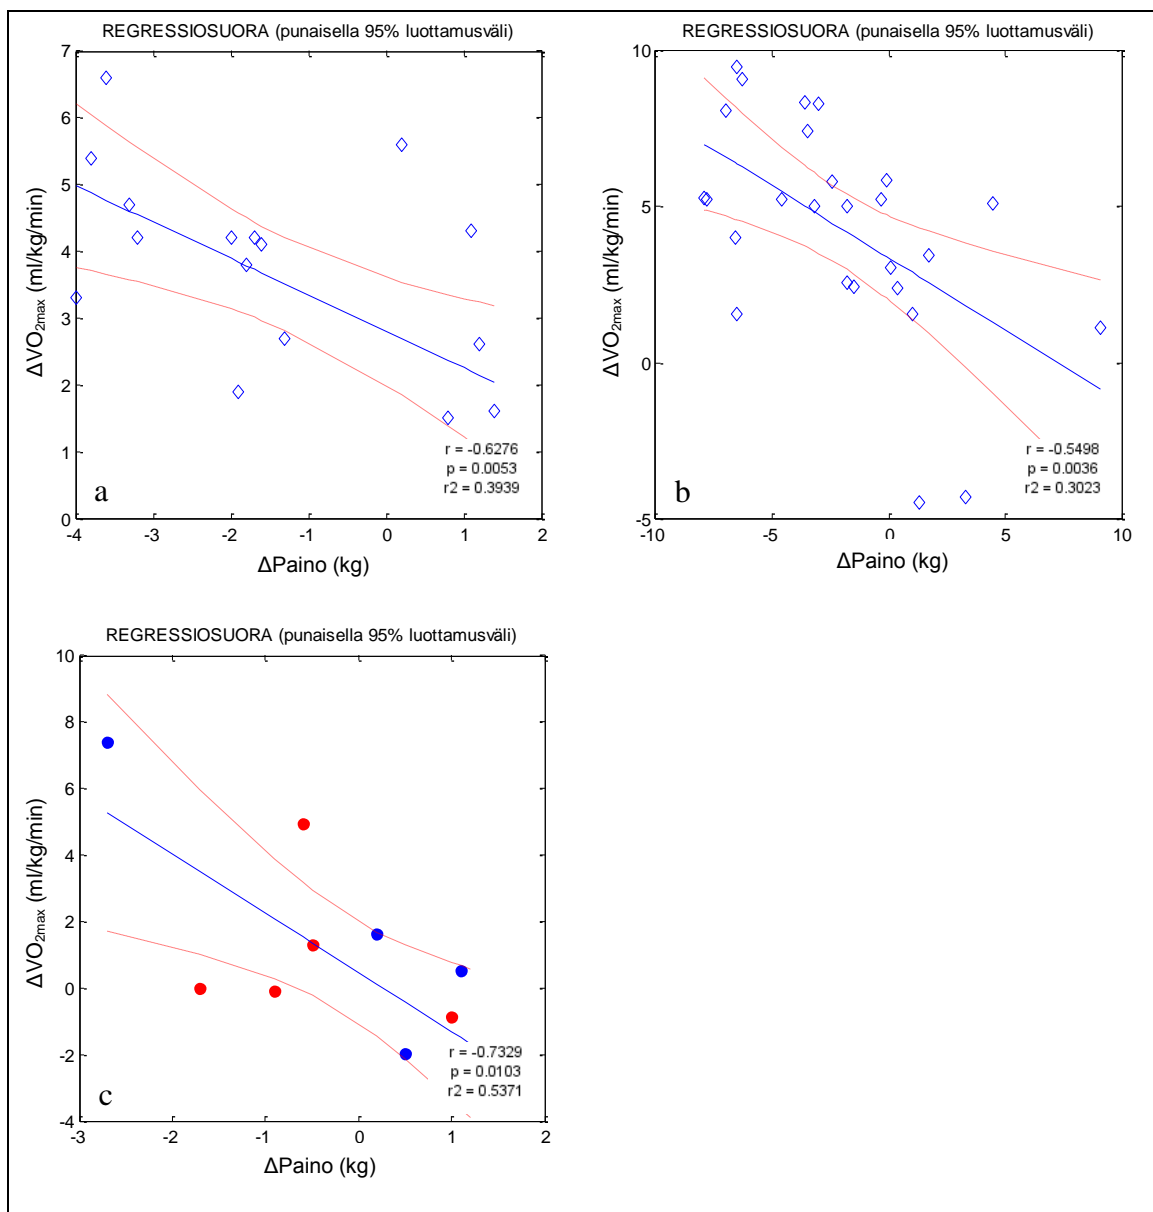 REGRESSIOSUORA (punaisella 95% luottamusväli)
7
6
5
4
3
2
1
0
ΔVO2max (ml/kg/min)
r = -0.6276
p = 0.0053
r2 = 0.3939
a
-4 -3 -2 -1 0 1 2
ΔPaino (kg)
REGRESSIOSUORA (punaisella 95% luottamusväli)
10
5
0
-5
ΔVO2max (ml/kg/min)
r = -0.5498
p = 0.0036
r2 = 0.3023
b
-10 -5 0 5 10
ΔPaino (kg)
REGRESSIOSUORA (punaisella 95% luottamusväli)
10
8
6
4
2
0
-2
-4
ΔVO2max (ml/kg/min)
r = -0.7329
p = 0.0103
r2 = 0.5371
c
-3 -2 -1 0 1 2
ΔPaino (kg)